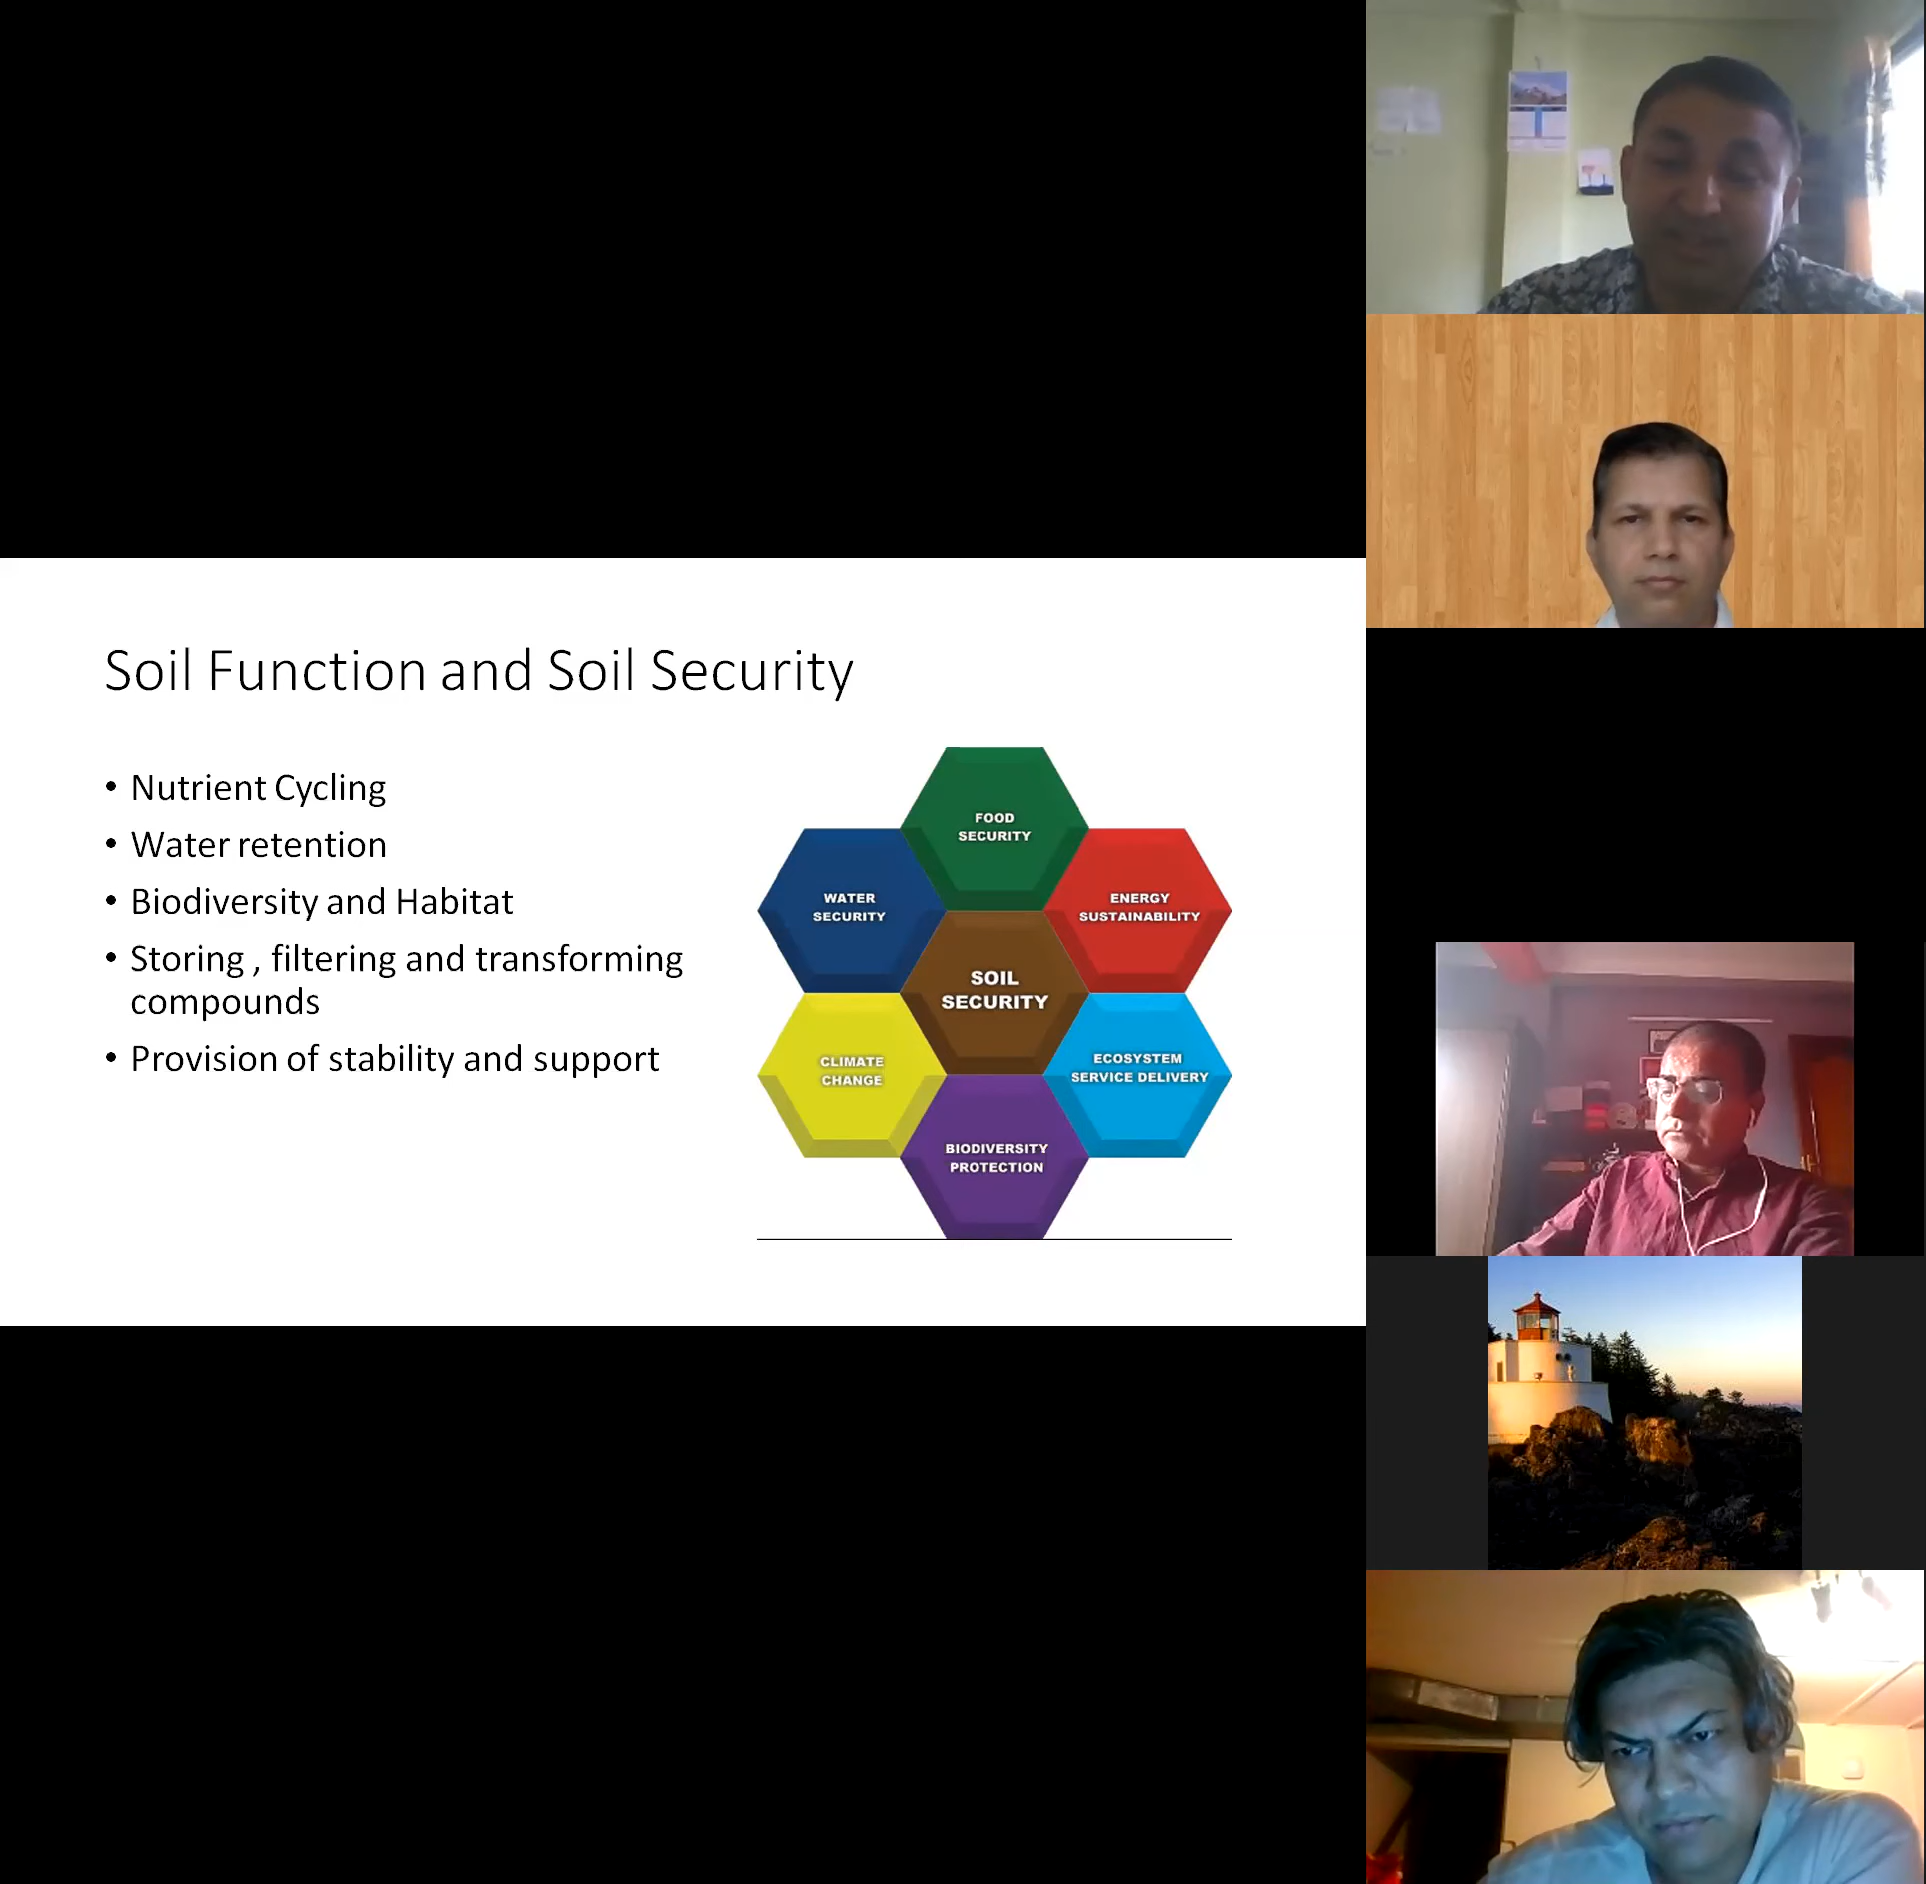 Soil Function and Soil Security
• Nutrient Cycling
• Water retention
• Biodiversity and Habitat
• Storing , filtering and transforming
compounds
• Provision of stability and support
FOOD
SECURITY
WATER
SECURITY
ENERGY
SUSTAINABILITY
SOIL
SECURITY
CLIMATE
CHANGE
ECOSYSTEM
SERVICE DELIVERY
BIODIVERSITY
PROTECTION